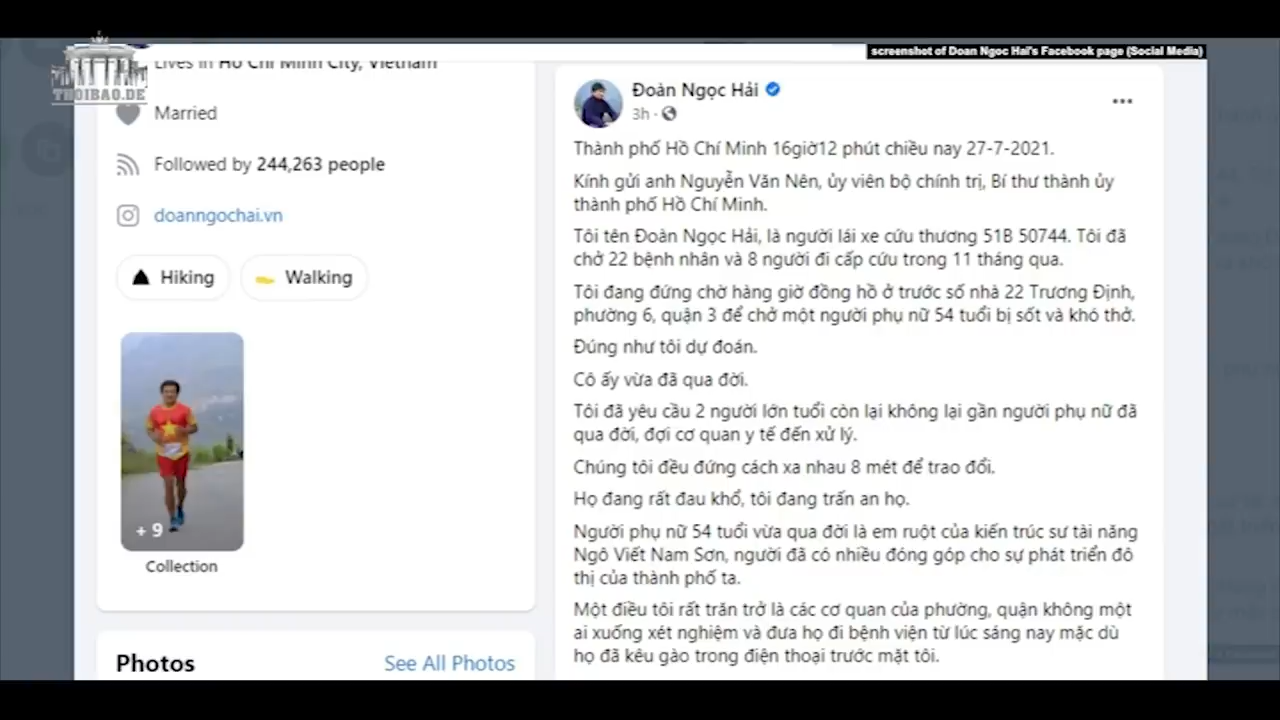 screenshot of Doan Ngoc Hai's Facebook page (Social Media)
THOIBAO.DE
Lives in Ho Chi Minh City, Vietnam
Married
Followed by 244,263 people
doanngochai.vn
Hiking
Walking
+ 9
Collection
Photos
See All Photos
Đoàn Ngọc Hải
3h ·
Thành phố Hồ Chí Minh 16giờ12 phút chiều nay 27-7-2021.
Kính gửi anh Nguyễn Văn Nên, ủy viên bộ chính trị, Bí thư thành ủy
thành phố Hồ Chí Minh.
Tôi tên Đoàn Ngọc Hải, là người lái xe cứu thương 51B 50744. Tôi đã
chở 22 bệnh nhân và 8 người đi cấp cứu trong 11 tháng qua.
Tôi đang đứng chờ hàng giờ đồng hồ ở trước số nhà 22 Trương Định,
phường 6, quận 3 để chở một người phụ nữ 54 tuổi bị sốt và khó thở.
Đúng như tôi dự đoán.
Cô ấy vừa đã qua đời.
Tôi đã yêu cầu 2 người lớn tuổi còn lại không lại gần người phụ nữ đã
qua đời, đợi cơ quan y tế đến xử lý.
Chúng tôi đều đứng cách xa nhau 8 mét để trao đổi.
Họ đang rất đau khổ, tôi đang trấn an họ.
Người phụ nữ 54 tuổi vừa qua đời là em ruột của kiến trúc sư tài năng
Ngô Viết Nam Sơn, người đã có nhiều đóng góp cho sự phát triển đô
thị của thành phố ta.
Một điều tôi rất trăn trở là các cơ quan của phường, quận không một
ai xuống xét nghiệm và đưa họ đi bệnh viện từ lúc sáng nay mặc dù
họ đã kêu gào trong điện thoại trước mặt tôi.